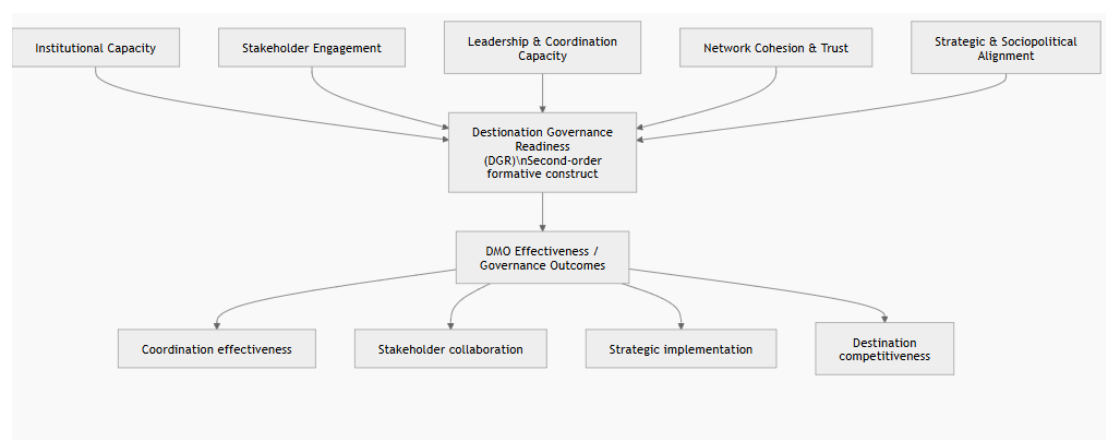 Institutional Capacity
Stakeholder Engagement
Leadership & Coordination
Capacity
Network Cohesion & Trust
Strategic & Sociopolitical
Alignment
Destionation Governance
Readiness
(DGR)\nSecond-order
formative construct
DMO Effectiveness /
Governance Outcomes
Coordination effectiveness
Stakeholder collaboration
Strategic implementation
Destination
competitiveness